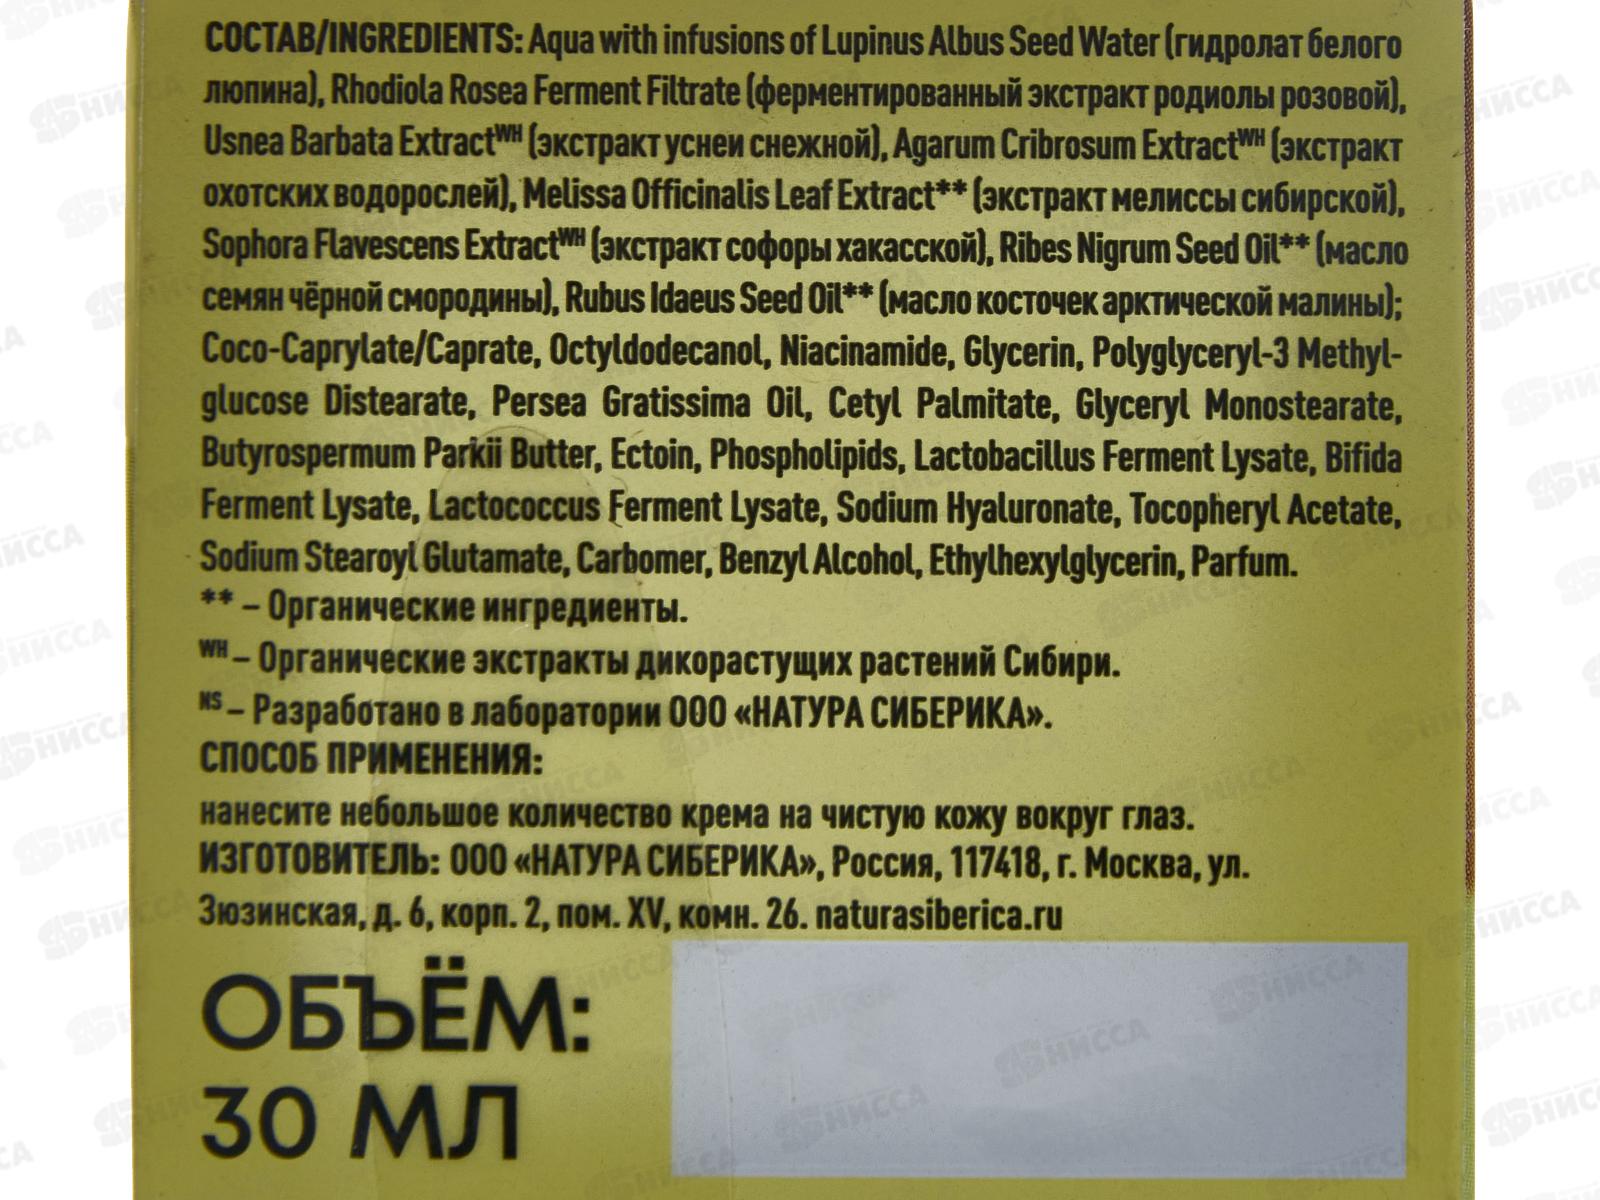 СОСТАВ/INGREDIENTS: Aqua with infusions of Lupinus Albus Seed Water (гидролат белого
люпина), Rhodiola Rosea Ferment Filtrate (ферментированный экстракт родиолы розовой),
Usnea Barbata Extractᵂᴴ (экстракт уснеи снежной), Agarum Cribrosum Extractᵂᴴ (экстракт
охотских водорослей), Melissa Officinalis Leaf Extract** (экстракт мелиссы сибирской),
Sophora Flavescens Extractᵂᴴ (экстракт софоры хакасской), Ribes Nigrum Seed Oil** (масло
семян чёрной смородины), Rubus Idaeus Seed Oil** (масло косточек арктической малины);
Coco-Caprylate/Caprate, Octyldodecanol, Niacinamide, Glycerin, Polyglyceryl-3 Methyl-
glucose Distearate, Persea Gratissima Oil, Cetyl Palmitate, Glyceryl Monostearate,
Butyrospermum Parkii Butter, Ectoin, Phospholipids, Lactobacillus Ferment Lysate, Bifida
Ferment Lysate, Lactococcus Ferment Lysate, Sodium Hyaluronate, Tocopheryl Acetate,
Sodium Stearoyl Glutamate, Carbomer, Benzyl Alcohol, Ethylhexylglycerin, Parfum.
** – Органические ингредиенты.
ᵂᴴ – Органические экстракты дикорастущих растений Сибири.
ᴺˢ – Разработано в лаборатории ООО «НАТУРА СИБЕРИКА».
СПОСОБ ПРИМЕНЕНИЯ:
нанесите небольшое количество крема на чистую кожу вокруг глаз.
ИЗГОТОВИТЕЛЬ: ООО «НАТУРА СИБЕРИКА», Россия, 117418, г. Москва, ул.
Зюзинская, д. 6, корп. 2, пом. XV, комн. 26. naturasiberica.ru
ОБЪЁМ:
30 МЛ